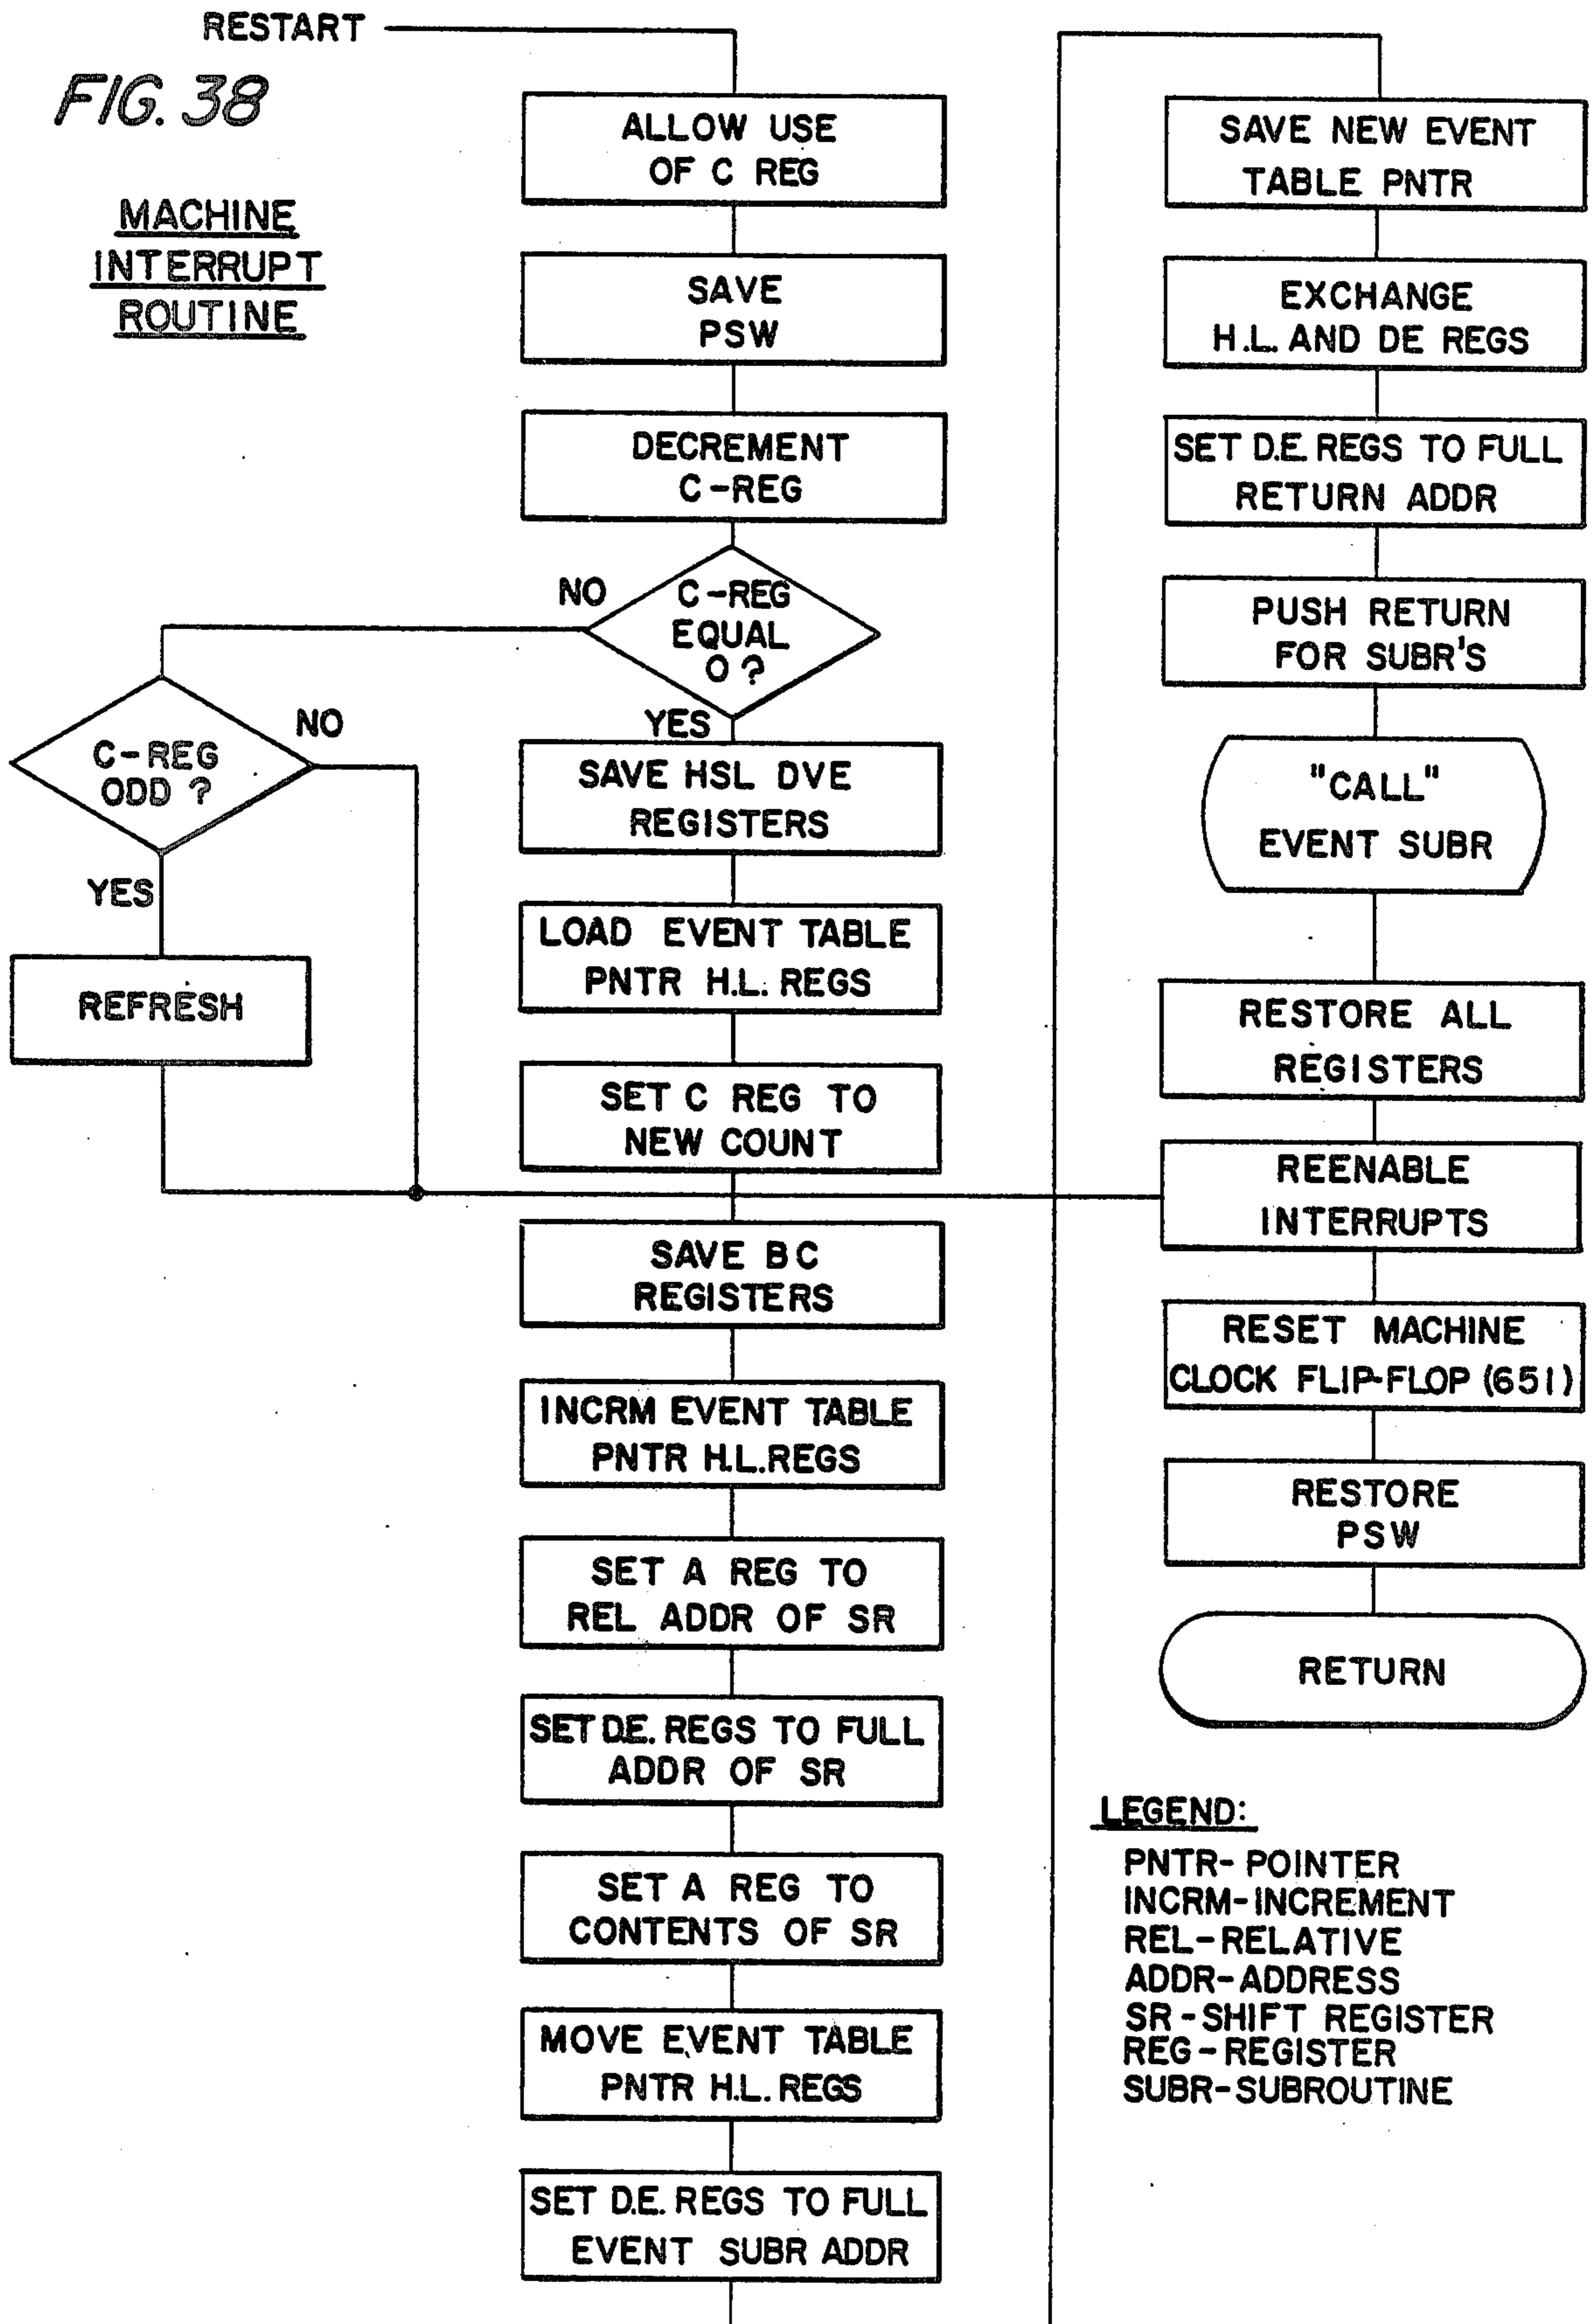 RESTART
FIG. 38
MACHINE
INTERRUPT
ROUTINE
ALLOW USE
OF C REG
SAVE
PSW
DECREMENT
C-REG
C-REG
EQUAL
0 ?
NO
YES
C-REG
ODD ?
NO
YES
REFRESH
SAVE HSL DVE
REGISTERS
LOAD EVENT TABLE
PNTR H.L. REGS
SET C REG TO
NEW COUNT
SAVE BC
REGISTERS
INCRM EVENT TABLE
PNTR H.L.REGS
SET A REG TO
REL ADDR OF SR
SET D.E. REGS TO FULL
ADDR OF SR
SET A REG TO
CONTENTS OF SR
MOVE EVENT TABLE
PNTR H.L. REGS
SET D.E. REGS TO FULL
EVENT SUBR ADDR
SAVE NEW EVENT
TABLE PNTR
EXCHANGE
H.L. AND DE REGS
SET D.E. REGS TO FULL
RETURN ADDR
PUSH RETURN
FOR SUBR'S
"CALL"
EVENT SUBR
RESTORE ALL
REGISTERS
REENABLE
INTERRUPTS
RESET MACHINE
CLOCK FLIP-FLOP (651)
RESTORE
PSW
RETURN
LEGEND:
PNTR- POINTER
INCRM-INCREMENT
REL-RELATIVE
ADDR-ADDRESS
SR-SHIFT REGISTER
REG-REGISTER
SUBR-SUBROUTINE